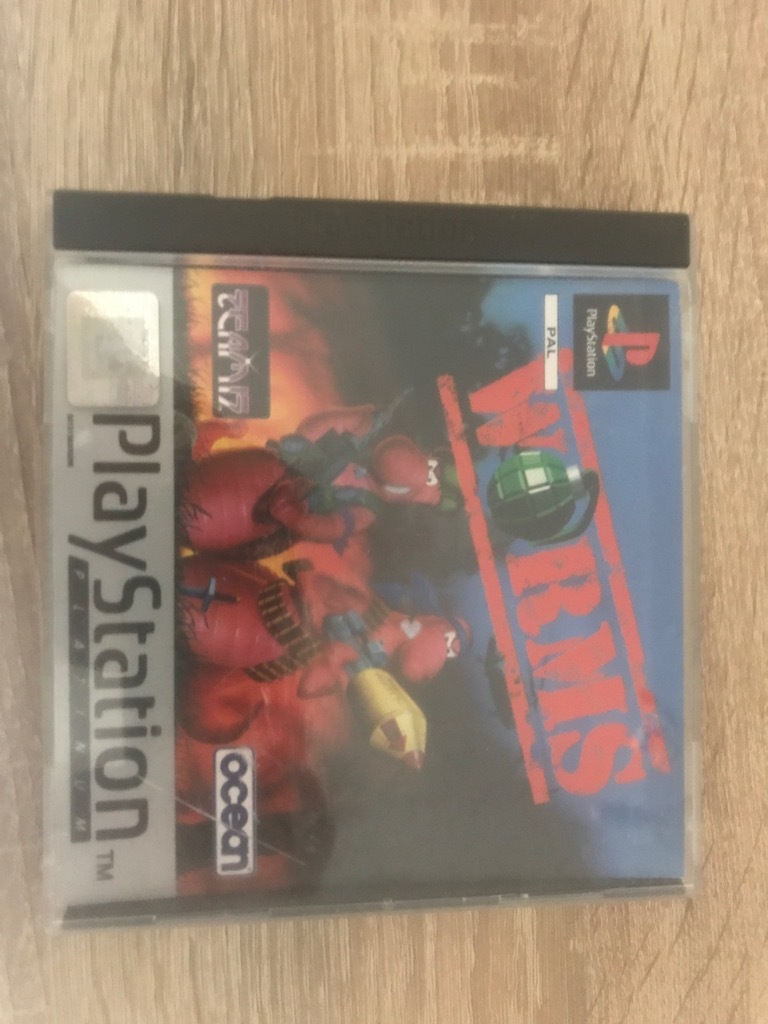 PlayStation
PAL
WORMS
TEAM17
ocean
PlayStation™
PLATINUM